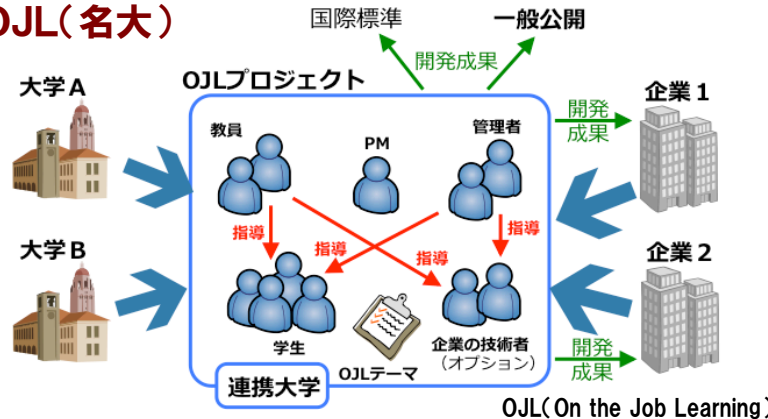 OJL(名大)
国際標準
一般公開
開発成果
大学A
OJLプロジェクト
企業1
開発
成果
教員
PM
管理者
指導
指導
指導
指導
大学B
企業2
学生
OJLテーマ
企業の技術者
(オプション)
開発
成果
連携大学
OJL(On the Job Learning)